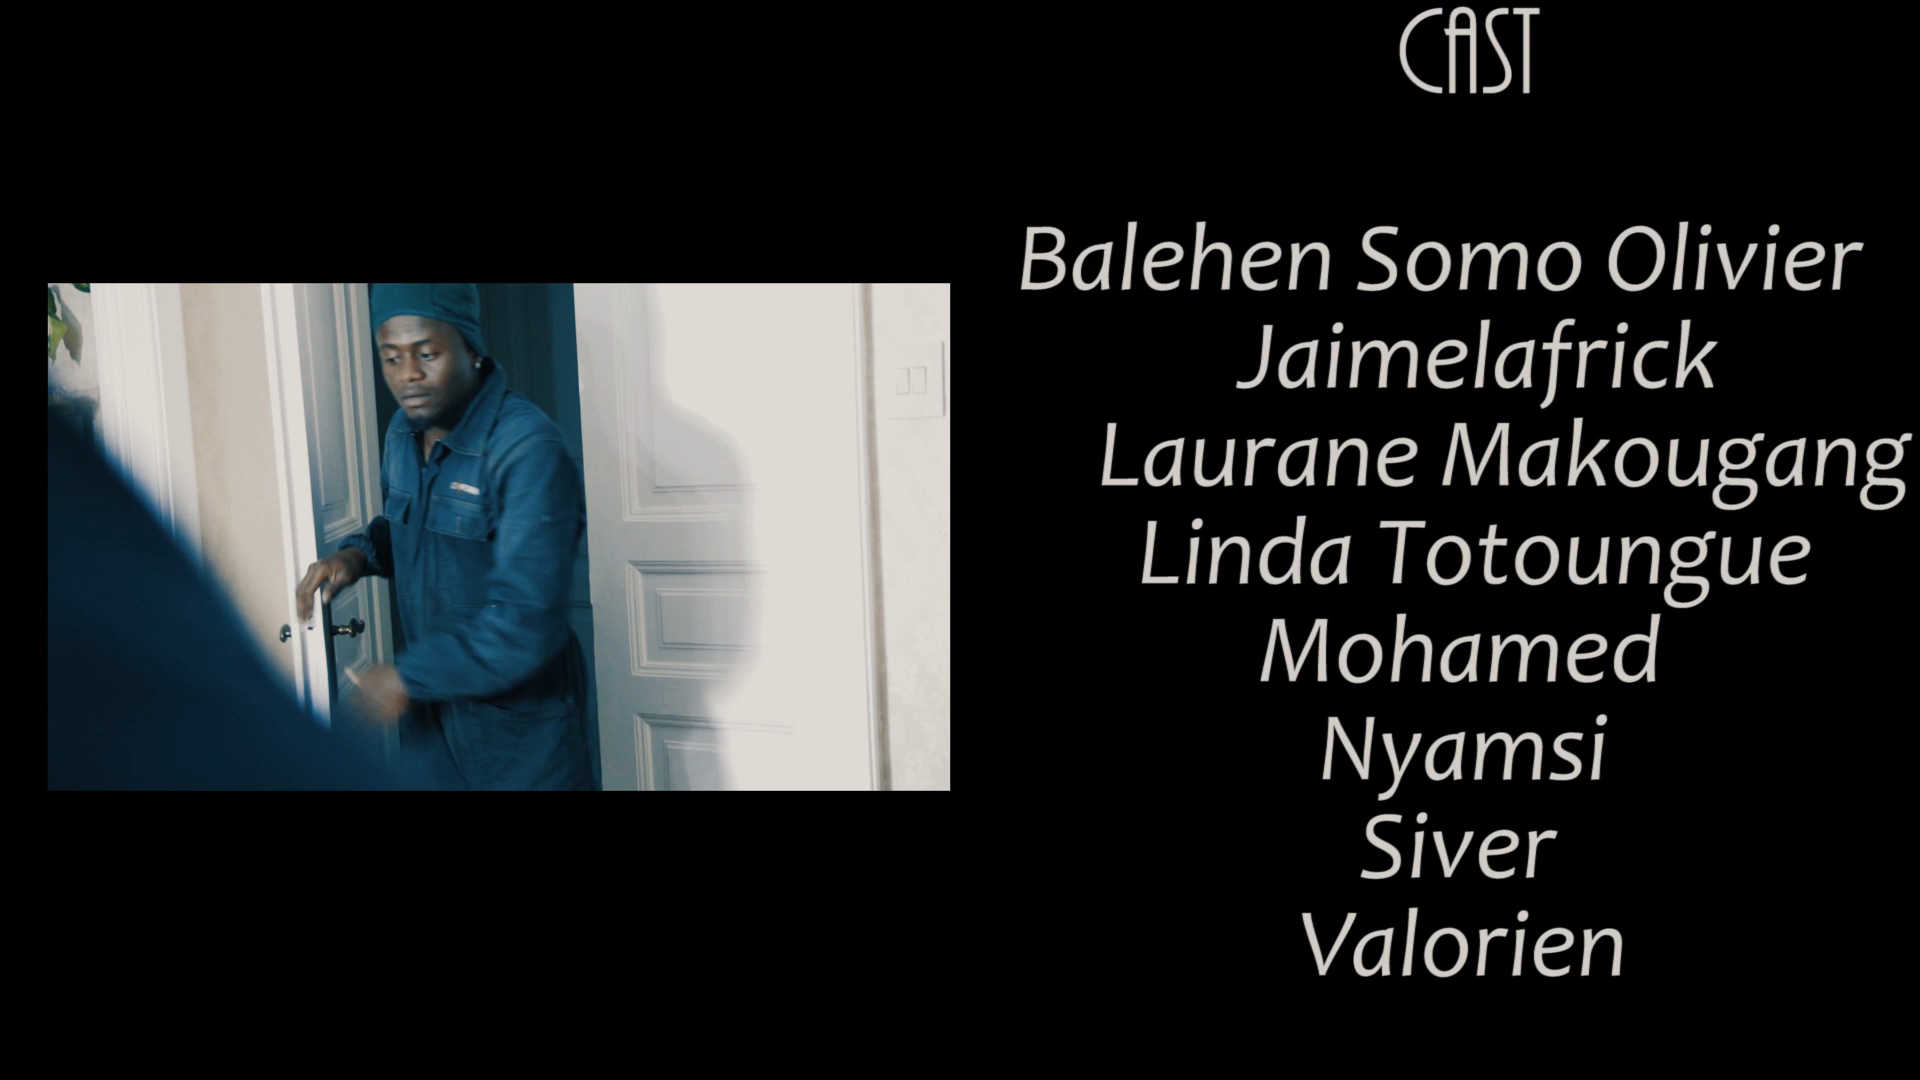 CAST
Balehen Somo Olivier
Jaimelafrick
Laurane Makougang
Linda Totoungue
Mohamed
Nyamsi
Siver
Valorien